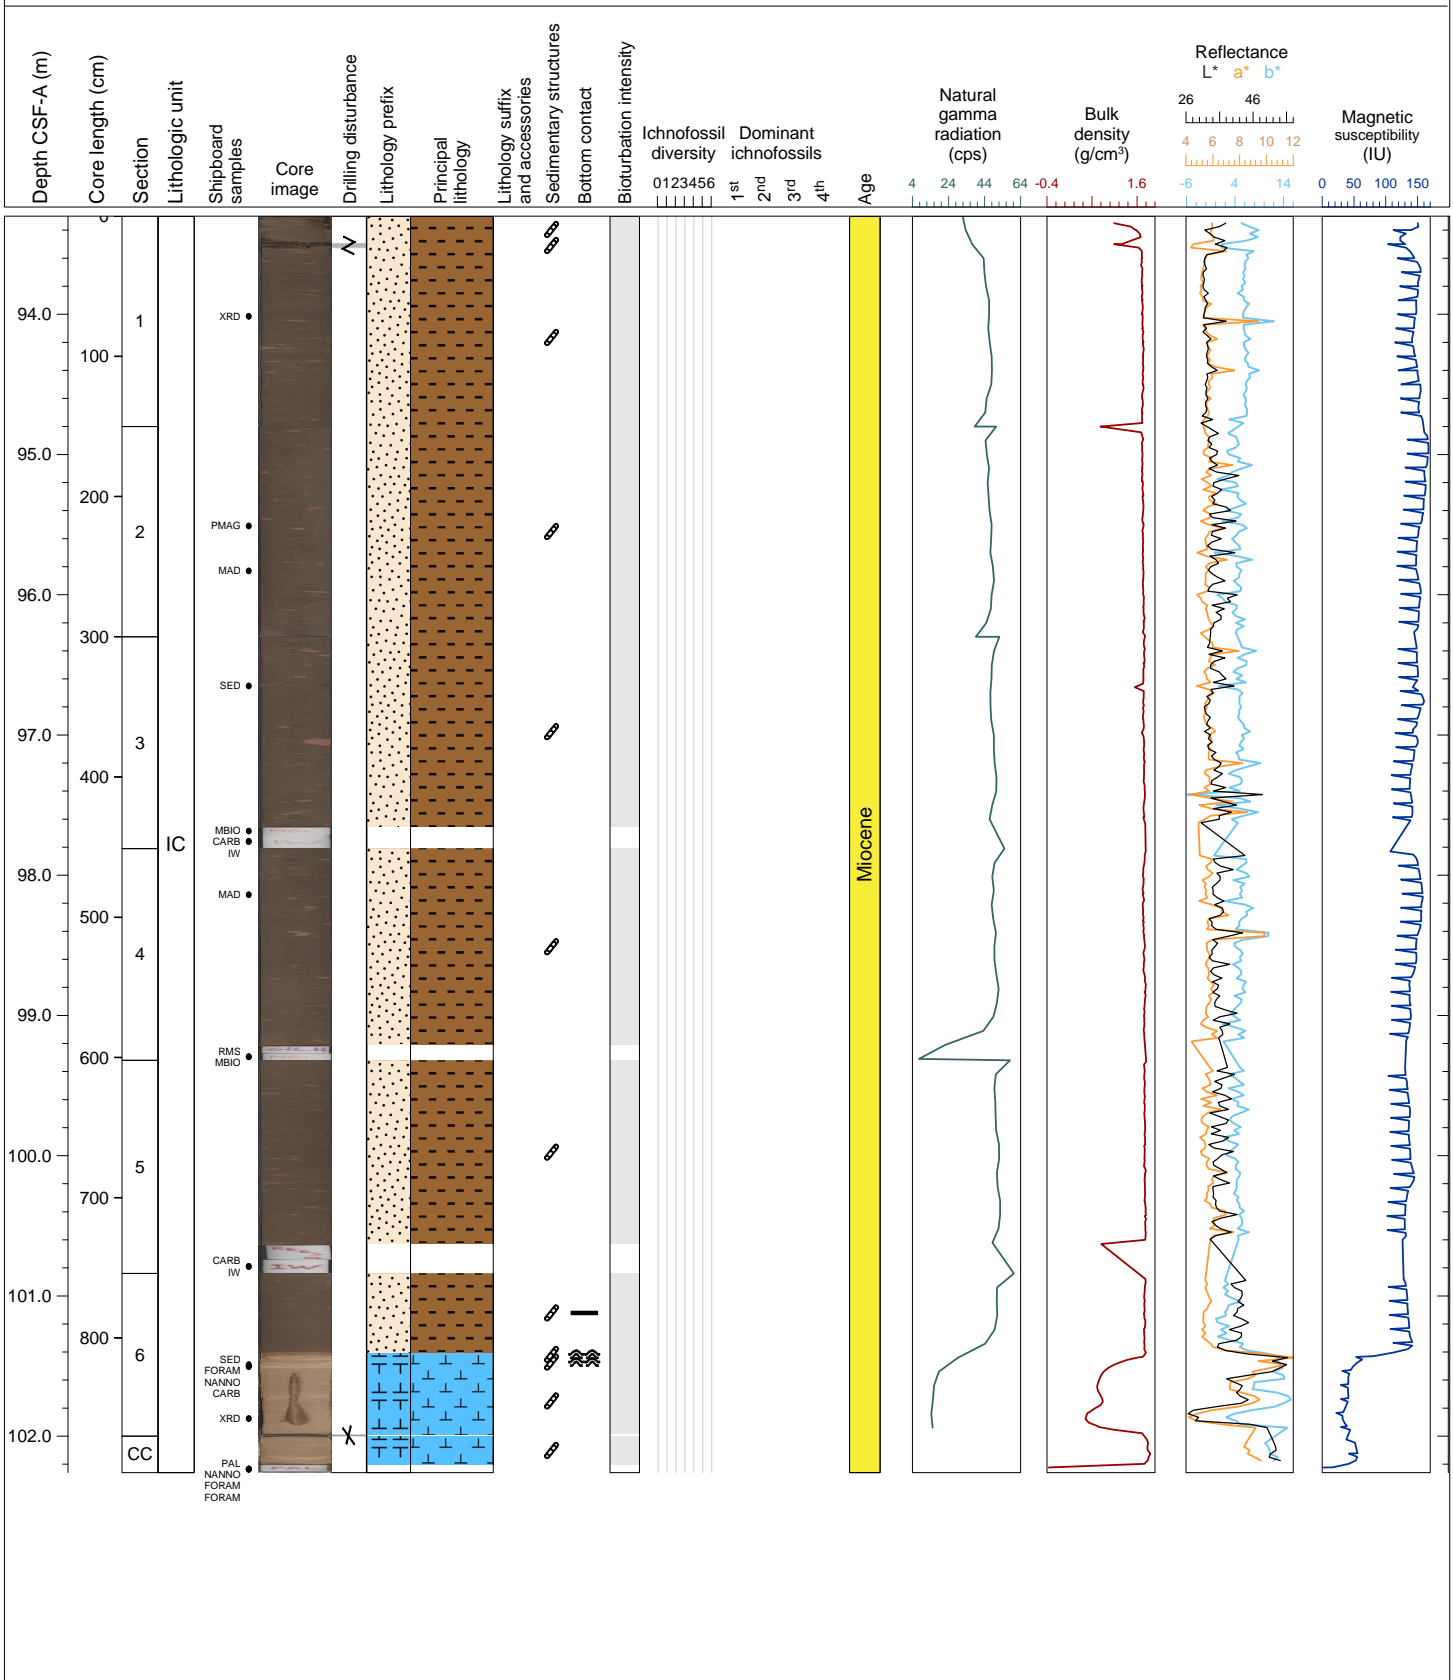 Depth CSF-A (m)
Core length (cm)
Section
Lithologic unit
Shipboard
samples
Core
image
Drilling disturbance
Lithology prefix
Principal
lithology
Lithology suffix
and accessories
Sedimentary structures
Bottom contact
Bioturbation intensity
Ichnofossil
diversity
0123456
Dominant
ichnofossils
1st 2nd 3rd 4th
Age
Natural
gamma
radiation
(cps)
4 24 44 64
Bulk
density
(g/cm³)
-0.4 1.6
Reflectance
L* a* b*
26 46
4 6 8 10 12
-6 4 14
Magnetic
susceptibility
(IU)
0 50 100 150
0
94.0
1
XRD
100
95.0
200
PMAG
2
MAD
96.0
300
SED
97.0
3
400
Miocene
MBIO
CARB
IC
IW
98.0
MAD
500
4
99.0
RMS
600
MBIO
100.0
5
700
CARB
IW
101.0
800
6
SED
FORAM
NANNO
CARB
XRD
102.0
CC
PAL
NANNO
FORAM
FORAM